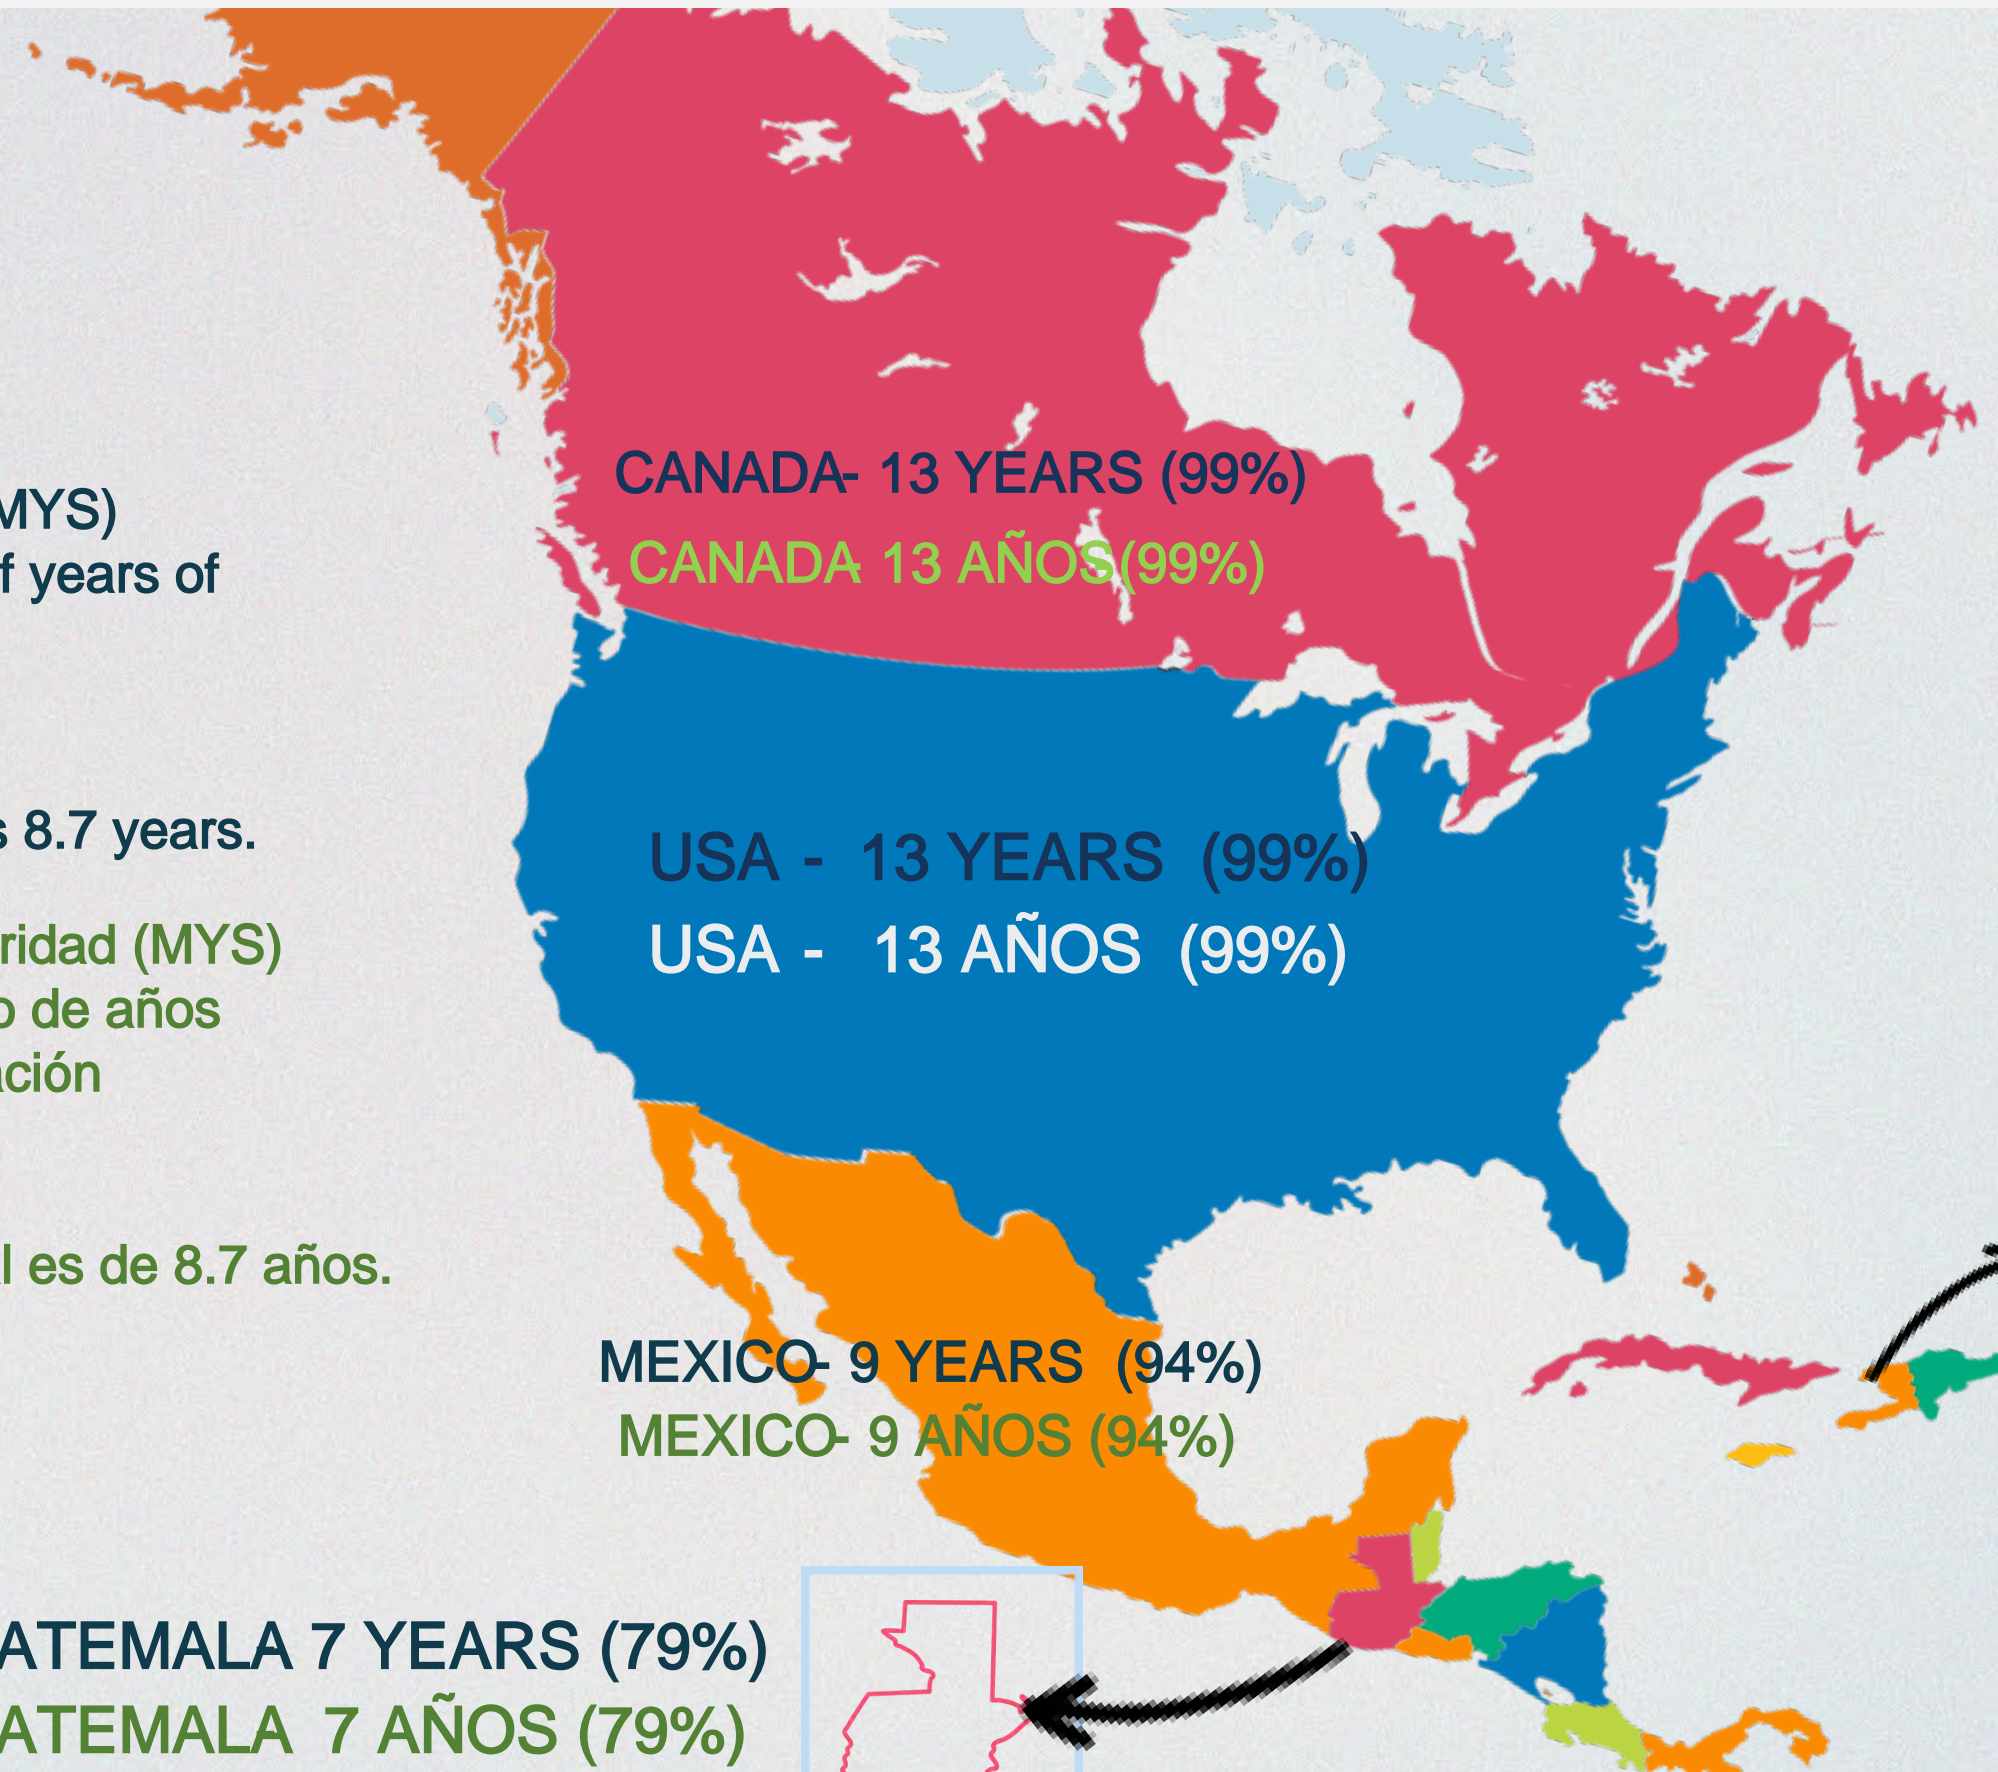 MYS)
f years of
s 8.7 years.
ridad (MYS)
o de años
ación
l es de 8.7 años.
CANADA- 13 YEARS (99%)
CANADA- 13 AÑOS(99%)
USA - 13 YEARS (99%)
USA - 13 AÑOS (99%)
MEXICO- 9 YEARS (94%)
MEXICO- 9 AÑOS (94%)
ATEMALA 7 YEARS (79%)
ATEMALA 7 AÑOS (79%)